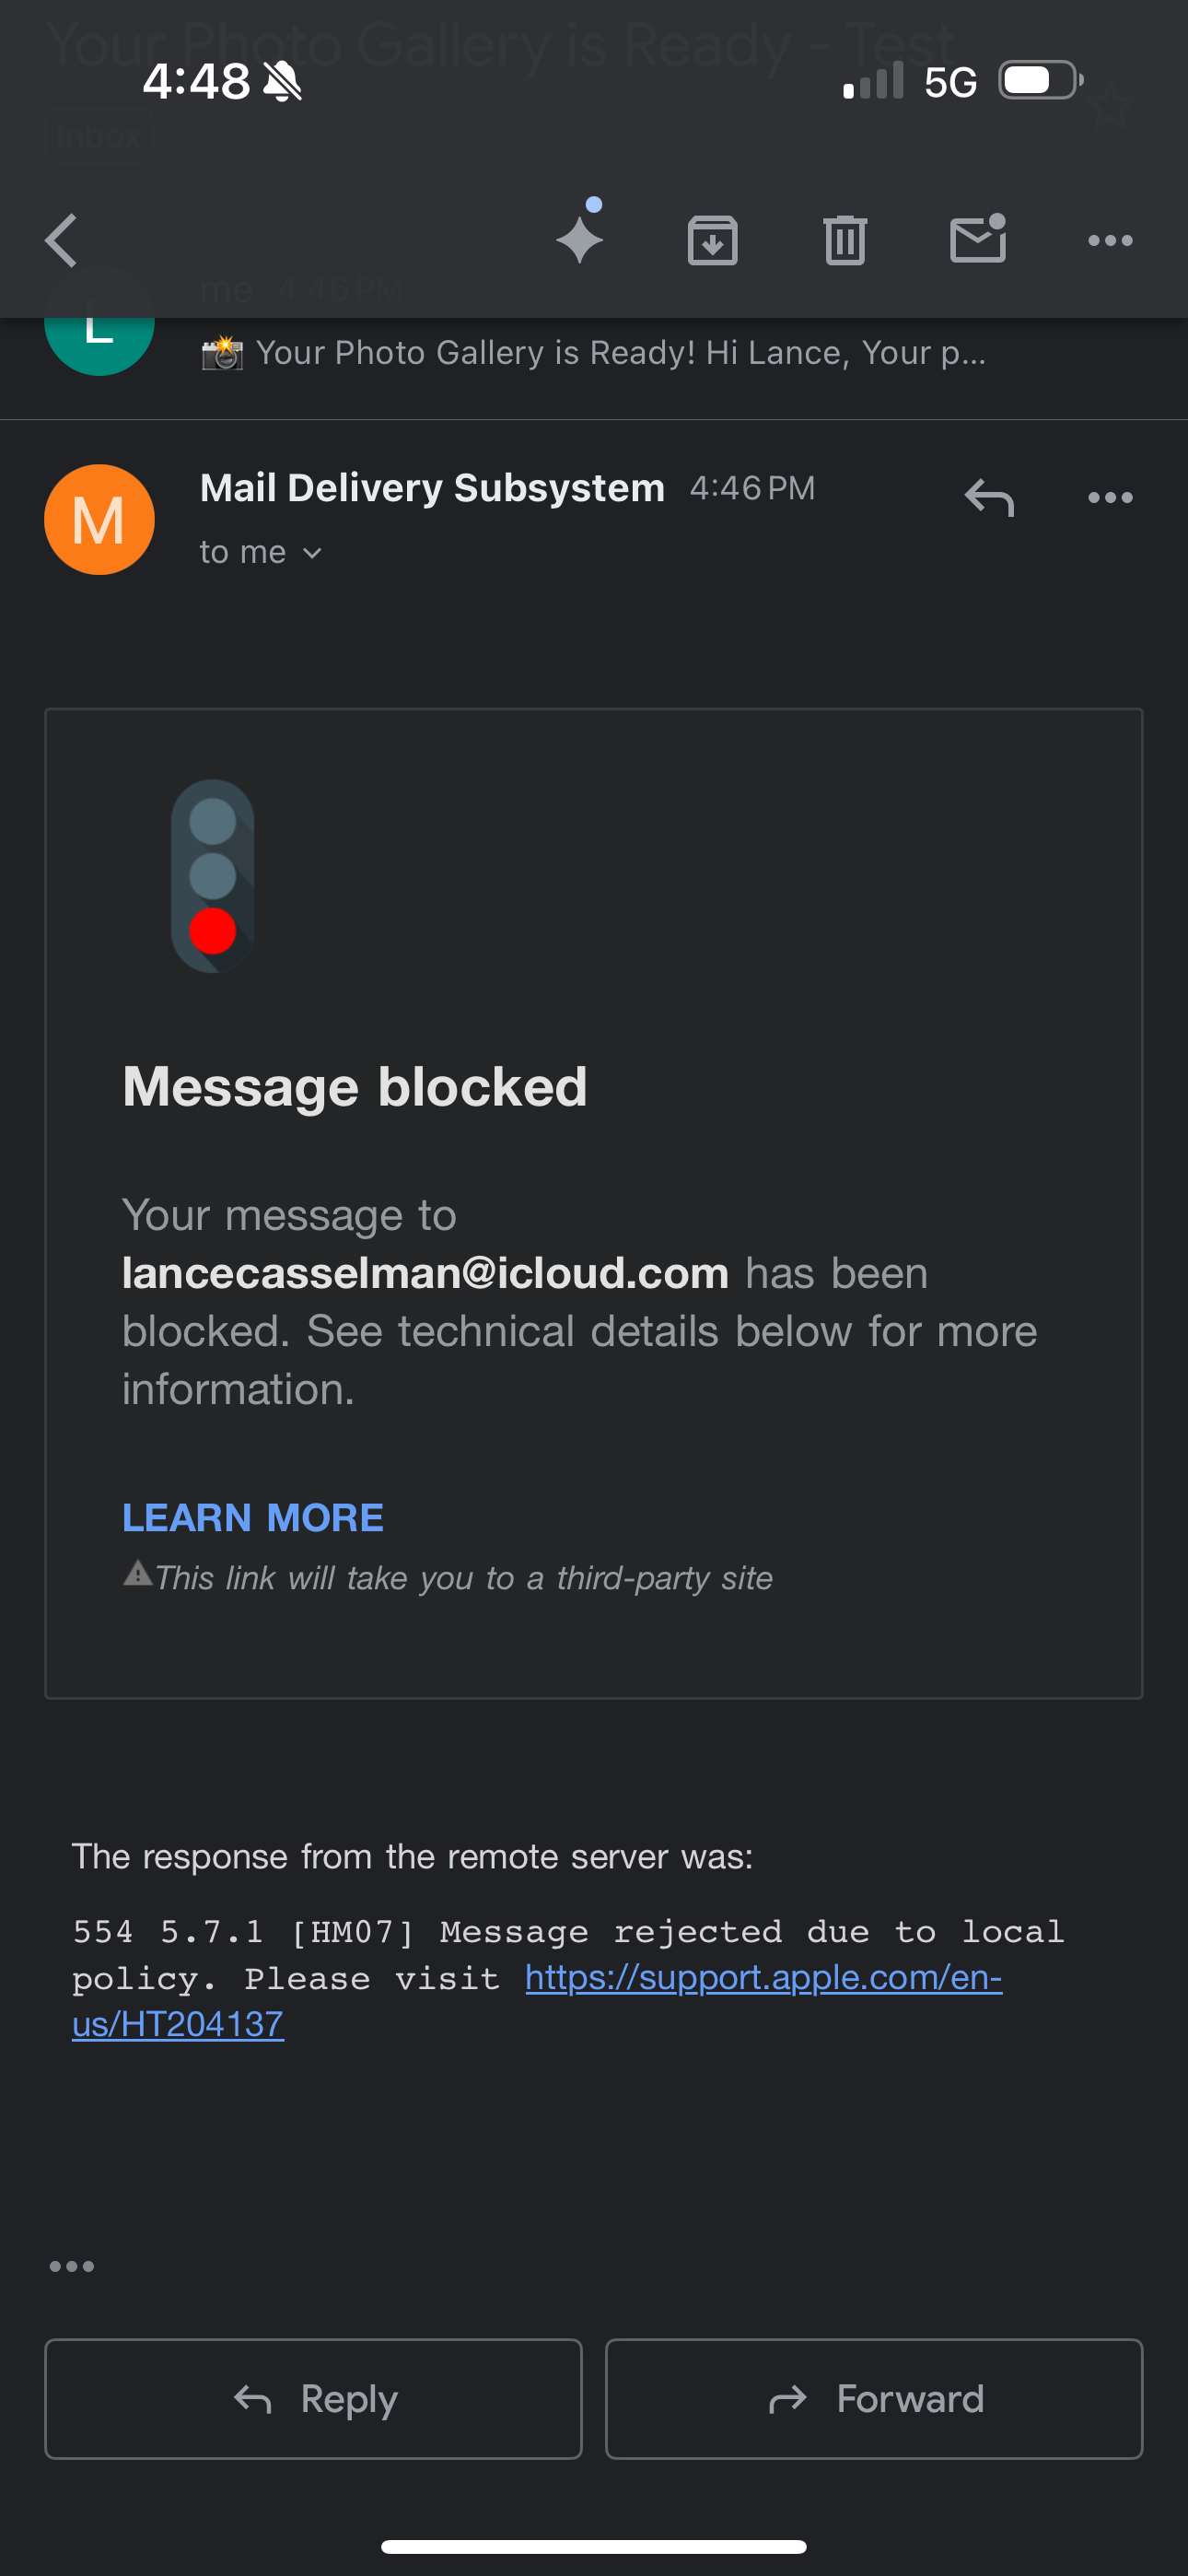 Your Photo Gallery is Ready - Test
4:48
5G
Inbox
me 4:46 PM
L
Your Photo Gallery is Ready! Hi Lance, Your p...
M
Mail Delivery Subsystem 4:46 PM
to me
Message blocked
Your message to
lancecasselman@icloud.com has been
blocked. See technical details below for more
information.
LEARN MORE
This link will take you to a third-party site
The response from the remote server was:
554 5.7.1 [HM07] Message rejected due to local
policy. Please visit https://support.apple.com/en-
us/HT204137
Reply
Forward